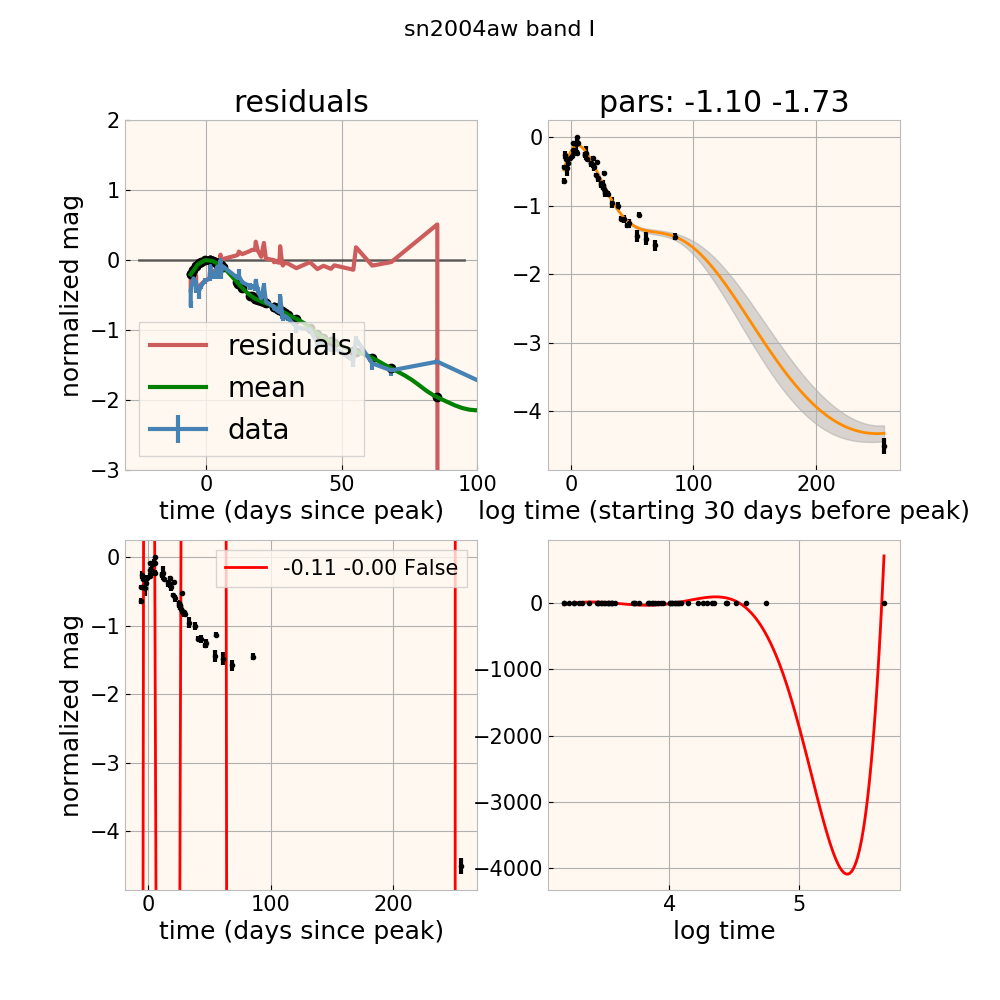 sn2004aw band I
residuals
pars: -1.10 -1.73
2
1
0
−1
−2
−3
normalized mag
residuals
mean
data
0
50
100
time (days since peak)
0
−1
−2
−3
−4
0
100
200
log time (starting 30 days before peak)
0
−1
−2
−3
−4
normalized mag
-0.11 -0.00 False
0
100
200
time (days since peak)
0
−1000
−2000
−3000
−4000
4
5
log time